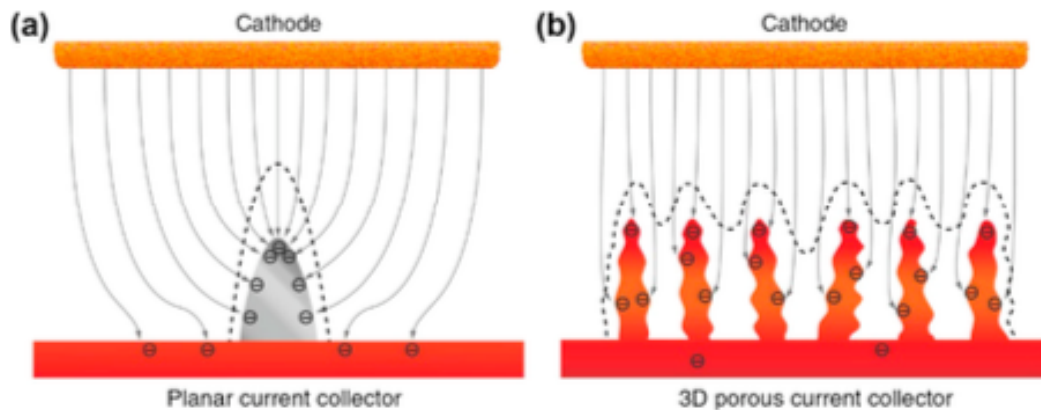 (a)
Cathode
Planar current collector
(b)
Cathode
3D porous current collector